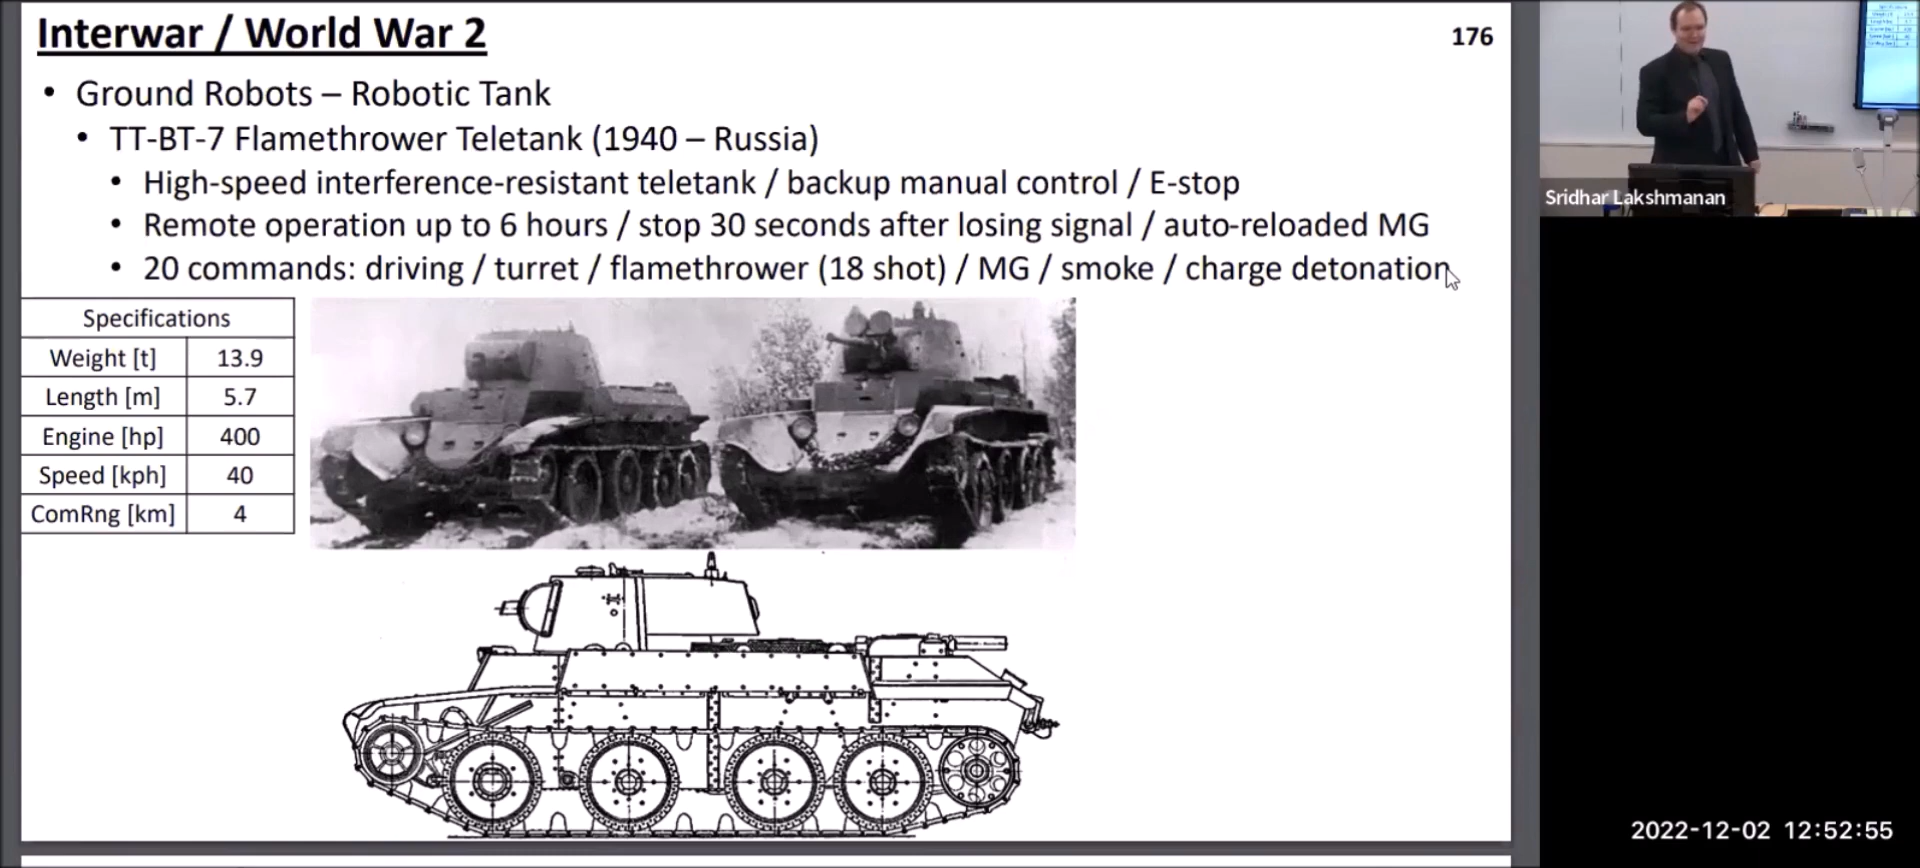 Interwar / World War 2
176
• Ground Robots – Robotic Tank
• TT-BT-7 Flamethrower Teletank (1940 – Russia)
• High-speed interference-resistant teletank / backup manual control / E-stop
• Remote operation up to 6 hours / stop 30 seconds after losing signal / auto-reloaded MG
• 20 commands: driving / turret / flamethrower (18 shot) / MG / smoke / charge detonation
Specifications
Weight [t] 13.9
Length [m] 5.7
Engine [hp] 400
Speed [kph] 40
ComRng [km] 4
Sridhar Lakshmanan
2022-12-02 12:52:55